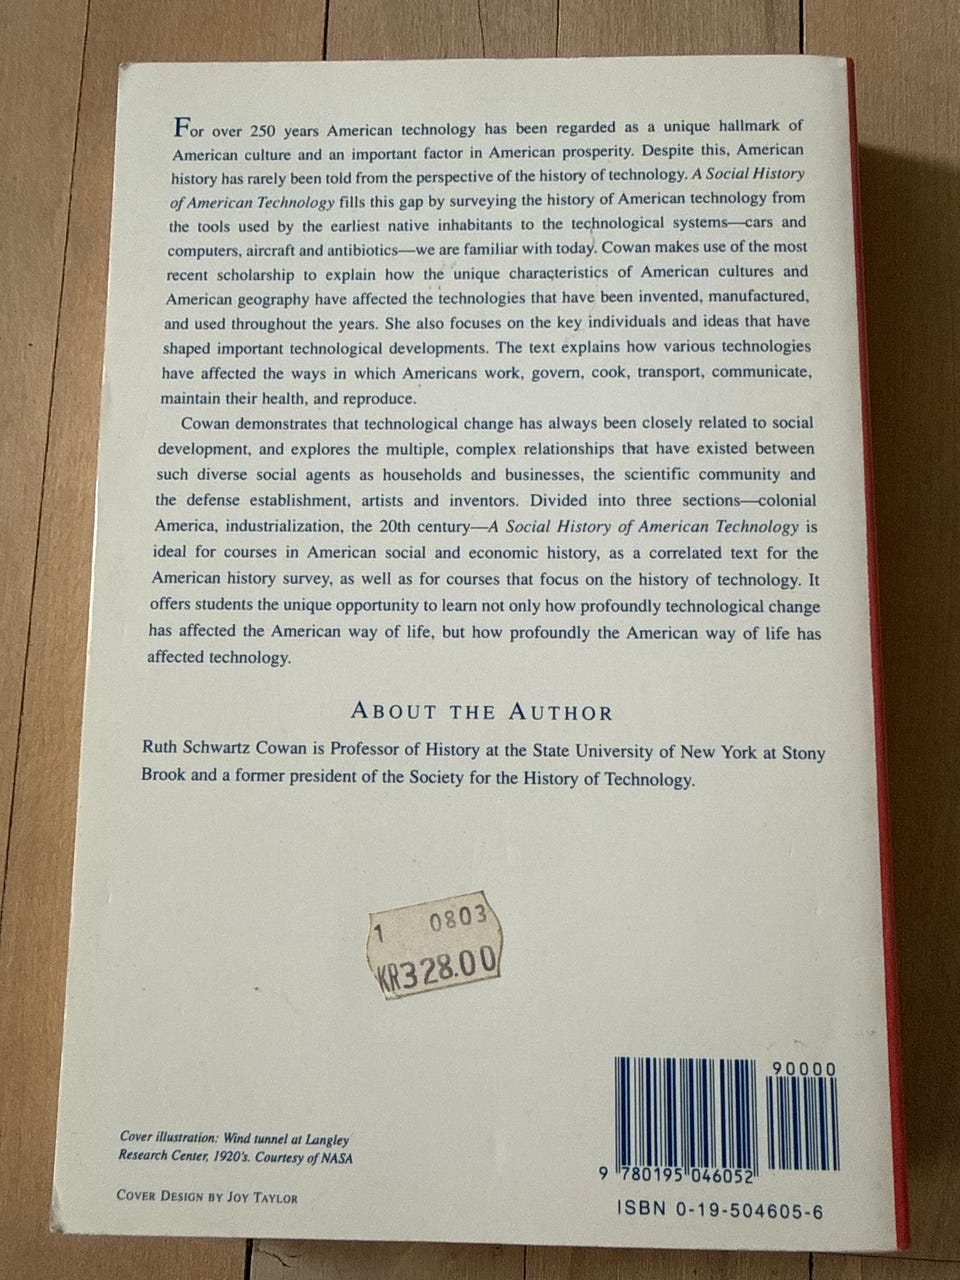 For over 250 years American technology has been regarded as a unique hallmark of
American culture and an important factor in American prosperity. Despite this, American
history has rarely been told from the perspective of the history of technology. A Social History
of American Technology fills this gap by surveying the history of American technology from
the tools used by the earliest native inhabitants to the technological systems—cars and
computers, aircraft and antibiotics—we are familiar with today. Cowan makes use of the most
recent scholarship to explain how the unique characteristics of American cultures and
American geography have affected the technologies that have been invented, manufactured,
and used throughout the years. She also focuses on the key individuals and ideas that have
shaped important technological developments. The text explains how various technologies
have affected the ways in which Americans work, govern, cook, transport, communicate,
maintain their health, and reproduce.
Cowan demonstrates that technological change has always been closely related to social
development, and explores the multiple, complex relationships that have existed between
such diverse social agents as households and businesses, the scientific community and
the defense establishment, artists and inventors. Divided into three sections—colonial
America, industrialization, the 20th century—A Social History of American Technology is
ideal for courses in American social and economic history, as a correlated text for the
American history survey, as well as for courses that focus on the history of technology. It
offers students the unique opportunity to learn not only how profoundly technological change
has affected the American way of life, but how profoundly the American way of life has
affected technology.
ABOUT THE AUTHOR
Ruth Schwartz Cowan is Professor of History at the State University of New York at Stony
Brook and a former president of the Society for the History of Technology.
1 0803
KR328.00
90000
Cover illustration: Wind tunnel at Langley
Research Center, 1920's. Courtesy of NASA
9 780195 046052
COVER DESIGN BY JOY TAYLOR
ISBN 0-19-504605-6